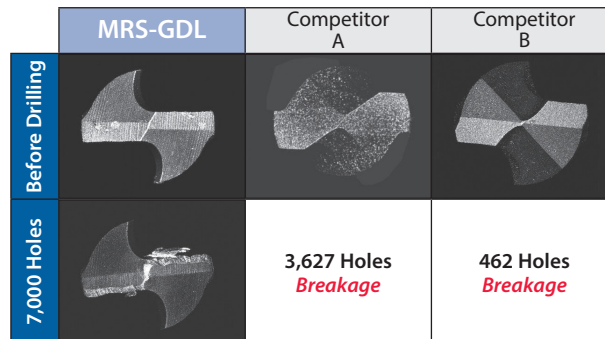 MRS-GDL
Competitor
A
Competitor
B
Before Drilling
7,000 Holes
3,627 Holes
Breakage
462 Holes
Breakage